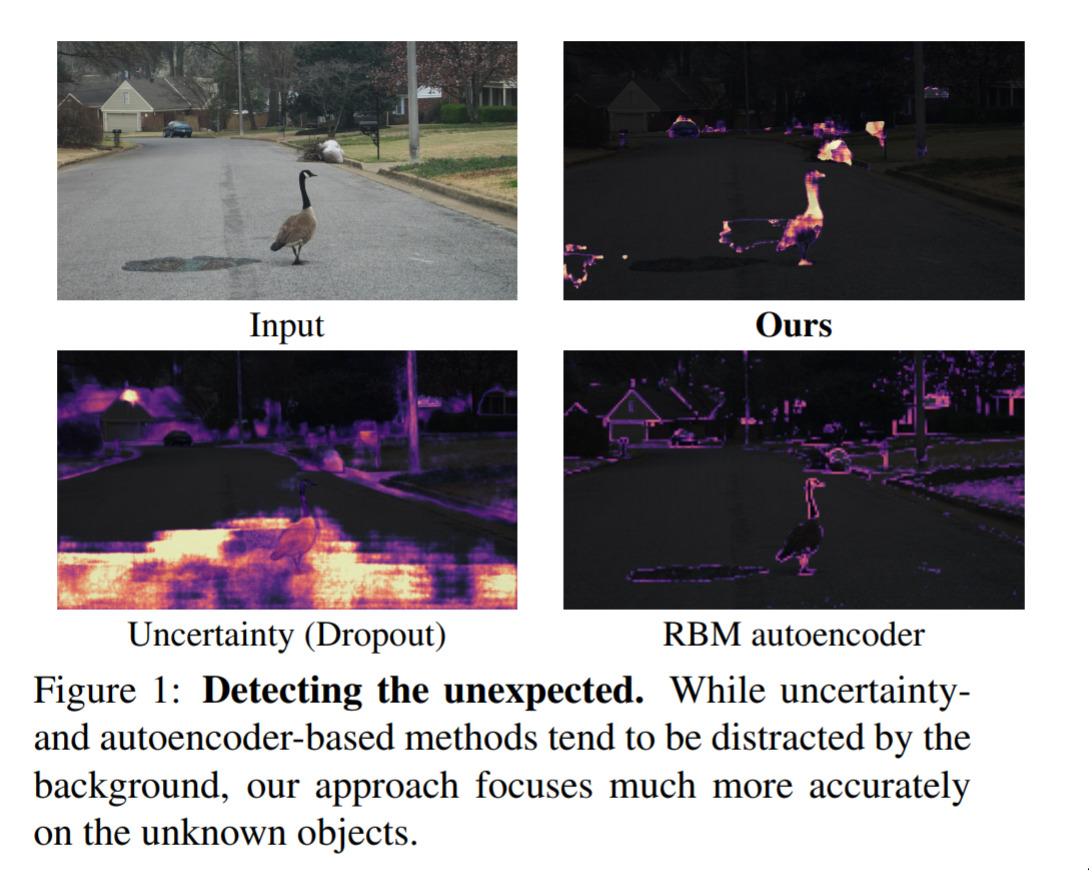 Input
Ours
Uncertainty (Dropout)
RBM autoencoder
Figure 1: Detecting the unexpected. While uncertainty-
and autoencoder-based methods tend to be distracted by the
background, our approach focuses much more accurately
on the unknown objects.